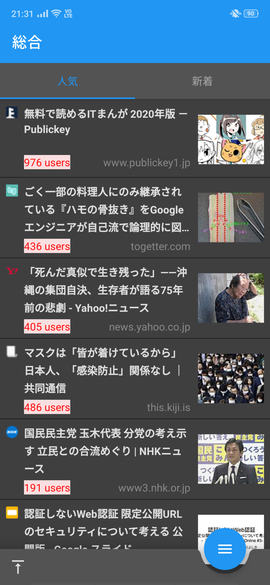 21:31
90
総合
人気
新着
無料で読めるITまんが 2020年版 ー
Publickey
976 users
www.publickey1.jp
ごく一部の料理人にのみ継承され
ている『ハモの骨抜き』をGoogle
エンジニアが自己流で論理的に図…
436 users
togetter.com
「死んだ真似で生き残った」——沖
縄の集団自決、生存者が語る75年
前の悲劇 - Yahoo!ニュース
405 users
news.yahoo.co.jp
マスクは「皆が着けているから」
日本人、「感染防止」関係なし｜
共同通信
486 users
this.kiji.is
国民民主党 玉木代表 分党の考え示
す 立民との合流めぐり | NHKニュ
ース
191 users
www3.nhk.or.jp
認証しないWeb認証 限定公開URL
のセキュリティについて考える 公
開版 - Google スライド